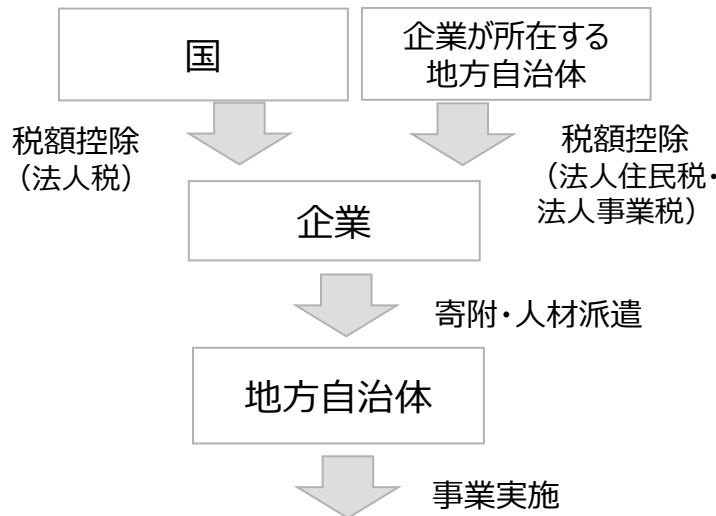 国
企業が所在する
地方自治体
税額控除
（法人税）
税額控除
（法人住民税・
法人事業税）
企業
寄附・人材派遣
地方自治体
事業実施